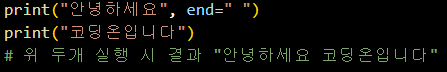 print("안녕하세요", end=" ")
print("코딩온입니다")
# 위 두개 실행 시 결과 "안녕하세요 코딩온입니다"